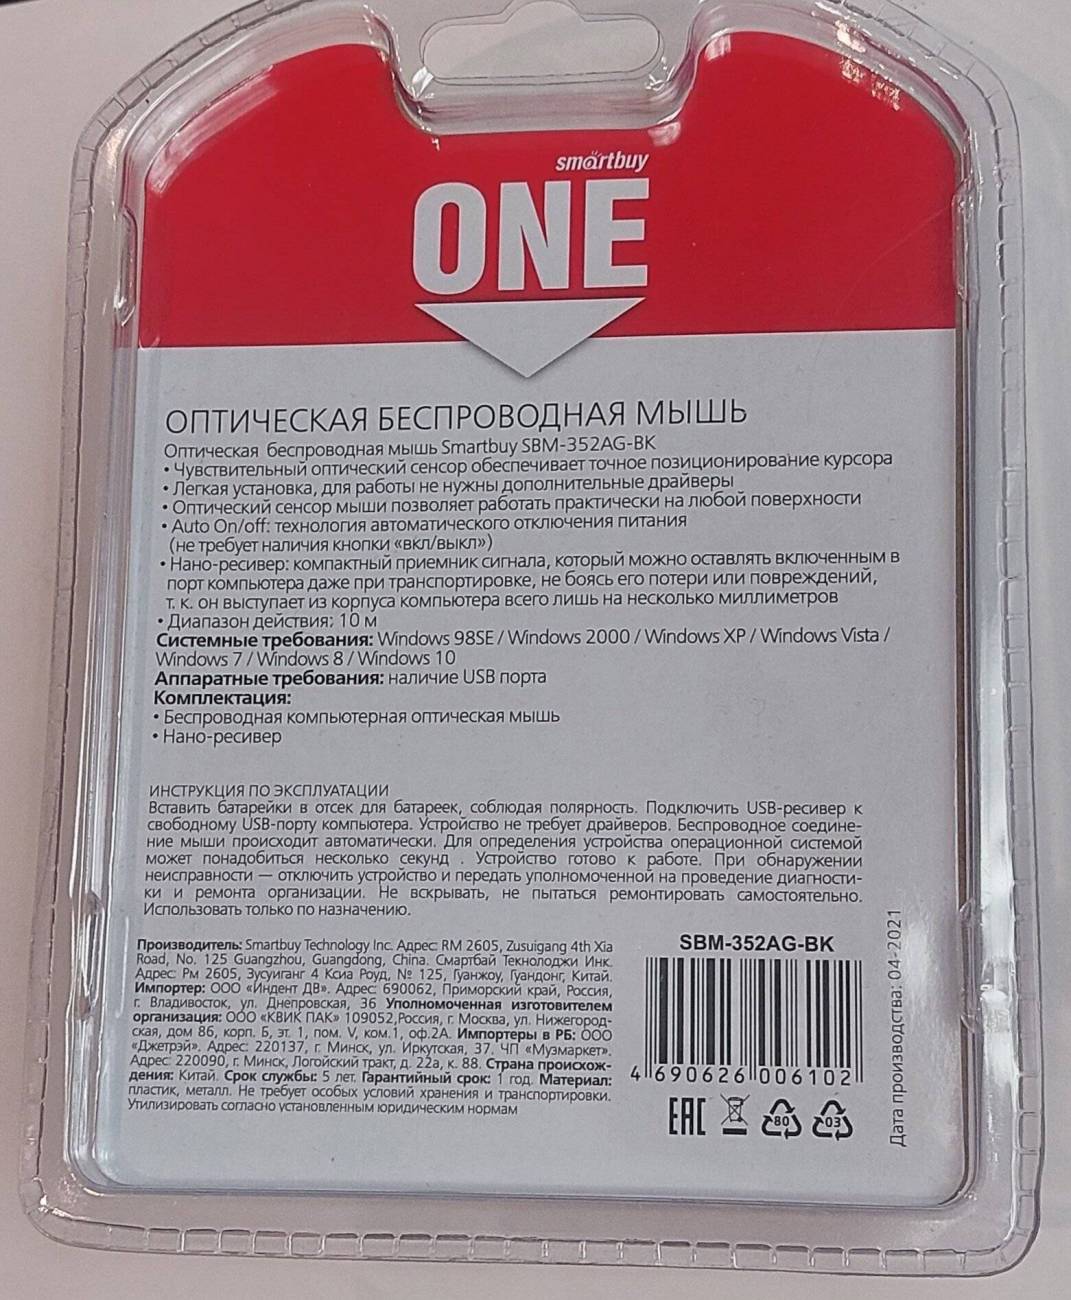 smartbuy
ONE
ОПТИЧЕСКАЯ БЕСПРОВОДНАЯ МЫШЬ
Оптическая беспроводная мышь Smartbuy SBM-352AG-BK
• Чувствительный оптический сенсор обеспечивает точное позиционирование курсора
• Легкая установка, для работы не нужны дополнительные драйверы
• Оптический сенсор мыши позволяет работать практически на любой поверхности
• Auto On/off: технология автоматического отключения питания
(не требует наличия кнопки «вкл/выкл»)
• Нано-ресивер: компактный приемник сигнала, который можно оставлять включенным в
порт компьютера даже при транспортировке, не боясь его потери или повреждений,
т. к. он выступает из корпуса компьютера всего лишь на несколько миллиметров
• Диапазон действия: 10 м
Системные требования: Windows 98SE / Windows 2000 / Windows XP / Windows Vista /
Windows 7 / Windows 8 / Windows 10
Аппаратные требования: наличие USB порта
Комплектация:
• Беспроводная компьютерная оптическая мышь
• Нано-ресивер
ИНСТРУКЦИЯ ПО ЭКСПЛУАТАЦИИ
Вставить батарейки в отсек для батареек, соблюдая полярность. Подключить USB-ресивер к
свободному USB-порту компьютера. Устройство не требует драйверов. Беспроводное соедине-
ние мыши происходит автоматически. Для определения устройства операционной системой
может понадобиться несколько секунд . Устройство готово к работе. При обнаружении
неисправности — отключить устройство и передать уполномоченной на проведение диагности-
ки и ремонта организации. Не вскрывать, не пытаться ремонтировать самостоятельно.
Использовать только по назначению.
Производитель: Smartbuy Technology Inc. Адрес: RM 2605, Zusuigang 4th Xia
Road, No. 125 Guangzhou, Guangdong, China. Смартбай Текнолоджи Инк.
Адрес: Рм 2605, Зусуиганг 4 Ксиа Роуд, № 125, Гуанжоу, Гуандонг, Китай.
Импортер: ООО «Индент ДВ». Адрес: 690062, Приморский край, Россия,
г. Владивосток, ул. Днепровская, 36 Уполномоченная изготовителем
организация: ООО «КВИК ПАК» 109052,Россия, г. Москва, ул. Нижегород-
ская, дом 86, корп. Б, эт. 1, пом. V, ком.1, оф.2А. Импортеры в РБ: ООО
«Джетрэй». Адрес: 220137, г. Минск, ул. Иркутская, 37. ЧП «Музмаркет».
Адрес: 220090, г. Минск, Логойский тракт, д. 22а, к. 88. Страна происхож-
дения: Китай. Срок службы: 5 лет. Гарантийный срок: 1 год. Материал:
пластик, металл. Не требует особых условий хранения и транспортировки.
Утилизировать согласно установленным юридическим нормам
SBM-352AG-BK
4 690626 006102
EAC
80
03
Дата производства: 04-2021